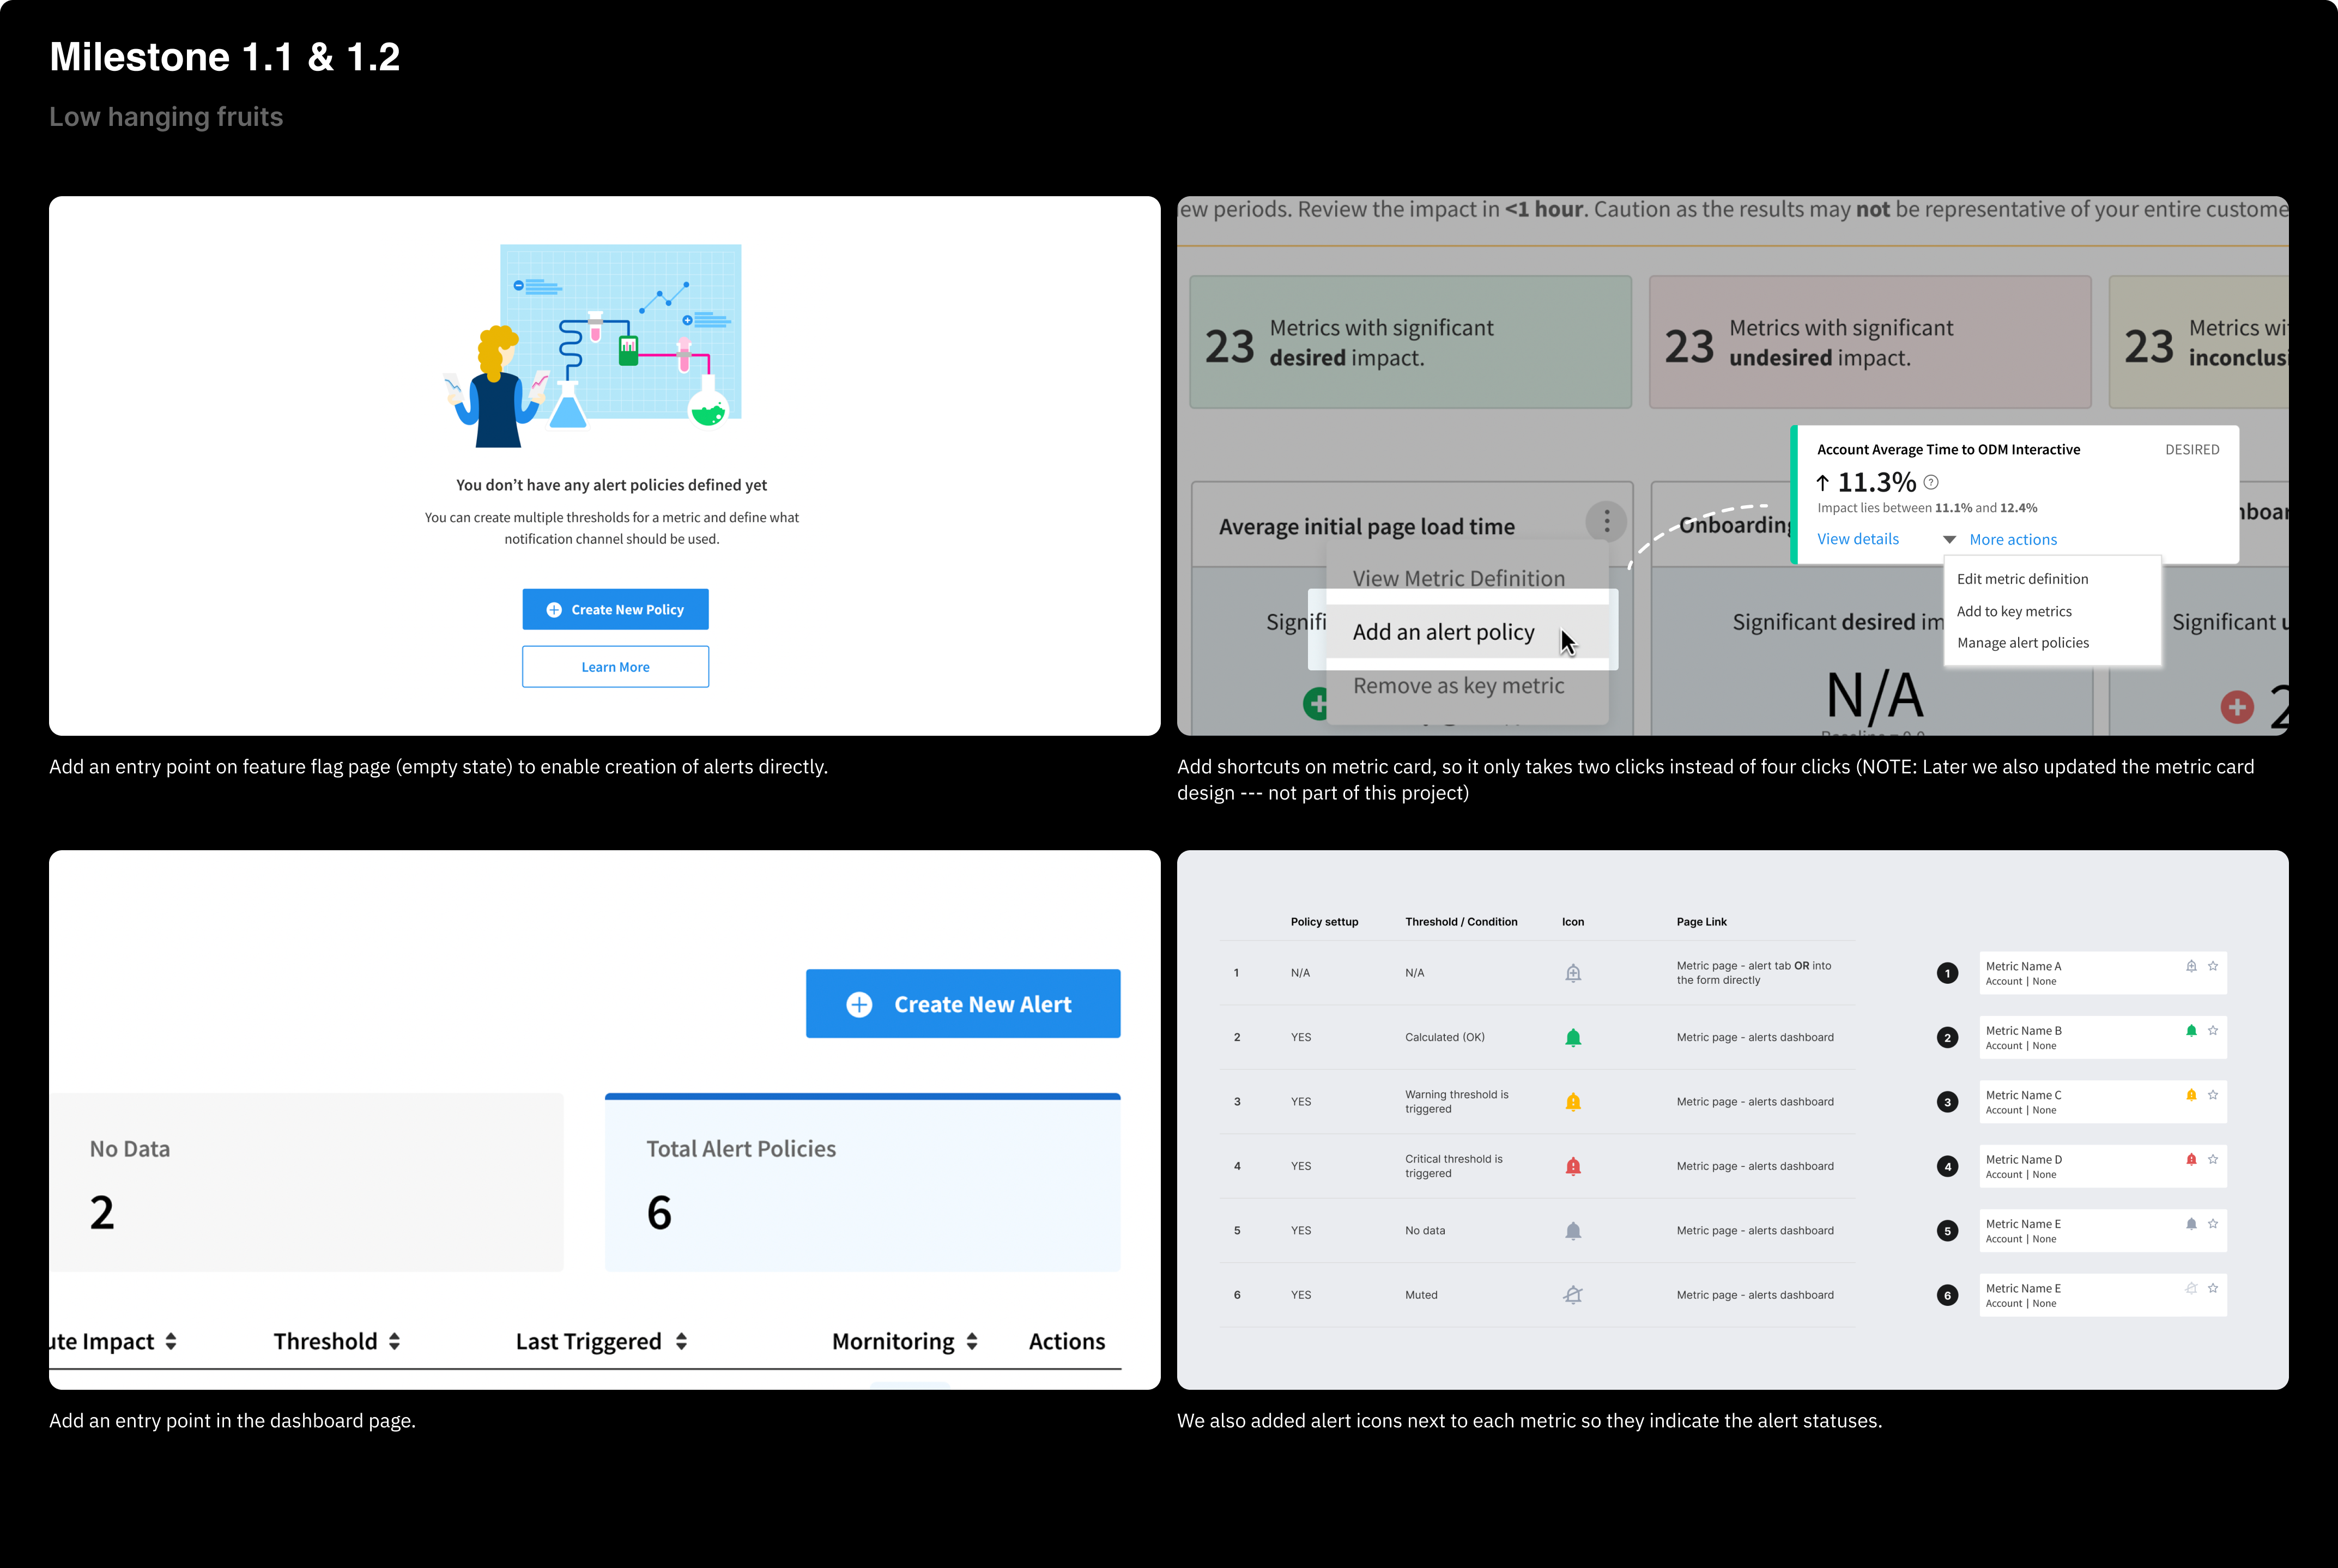 Milestone 1.1 & 1.2
Low hanging fruits
You don’t have any alert policies defined yet
You can create multiple thresholds for a metric and define what
notification channel should be used.
Create New Policy
Learn More
Add an entry point on feature flag page (empty state) to enable creation of alerts directly.
ew periods. Review the impact in <1 hour. Caution as the results may not be representative of your entire custome
23 Metrics with significant
desired impact.
23 Metrics with significant
undesired impact.
23 Metrics wi
inconclusi
Account Average Time to ODM Interactive DESIRED
↑ 11.3% ?
Impact lies between 11.1% and 12.4%
View details More actions
Edit metric definition
Add to key metrics
Manage alert policies
Average initial page load time
View Metric Definition
Add an alert policy
Remove as key metric
Signifi
Onboarding
Significant desired im
N/A
nboar
Significant u
2
Add shortcuts on metric card, so it only takes two clicks instead of four clicks (NOTE: Later we also updated the metric card
design --- not part of this project)
Create New Alert
No Data
2
Total Alert Policies
6
ute Impact Threshold Last Triggered Mornitoring Actions
Add an entry point in the dashboard page.
Policy settup Threshold / Condition Icon Page Link
1 N/A N/A Metric page - alert tab OR into
the form directly
2 YES Calculated (OK) Metric page - alerts dashboard
3 YES Warning threshold is
triggered Metric page - alerts dashboard
4 YES Critical threshold is
triggered Metric page - alerts dashboard
5 YES No data Metric page - alerts dashboard
6 YES Muted Metric page - alerts dashboard
1 Metric Name A
Account | None
2 Metric Name B
Account | None
3 Metric Name C
Account | None
4 Metric Name D
Account | None
5 Metric Name E
Account | None
6 Metric Name E
Account | None
We also added alert icons next to each metric so they indicate the alert statuses.